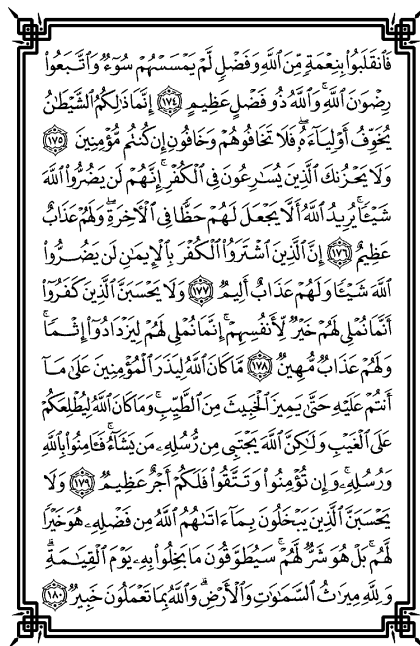 فَٱنقَلَبُوا۟ بِنِعْمَةٍ مِّنَ ٱللَّهِ وَفَضْلٍ لَّمْ يَمْسَسْهُمْ سُوٓءٌ وَٱتَّبَعُوا۟
رِضْوَٰنَ ٱللَّهِ ۗ وَٱللَّهُ ذُو فَضْلٍ عَظِيمٍ ١٧٤ إِنَّمَا ذَٰلِكُمُ ٱلشَّيْطَٰنُ
يُخَوِّفُ أَوْلِيَآءَهُۥ فَلَا تَخَافُوهُمْ وَخَافُونِ إِن كُنتُم مُّؤْمِنِينَ ١٧٥
وَلَا يَحْزُنكَ ٱلَّذِينَ يُسَٰرِعُونَ فِى ٱلْكُفْرِ ۚ إِنَّهُمْ لَن يَضُرُّوا۟ ٱللَّهَ
شَيْـًٔا ۗ يُرِيدُ ٱللَّهُ أَلَّا يَجْعَلَ لَهُمْ حَظًّا فِى ٱلْـَٔاخِرَةِ ۖ وَلَهُمْ عَذَابٌ
عَظِيمٌ ١٧٦ إِنَّ ٱلَّذِينَ ٱشْتَرَوُا۟ ٱلْكُفْرَ بِٱلْإِيمَٰنِ لَن يَضُرُّوا۟
ٱللَّهَ شَيْـًٔا وَلَهُمْ عَذَابٌ أَلِيمٌ ١٧٧ وَلَا يَحْسَبَنَّ ٱلَّذِينَ كَفَرُوٓا۟
أَنَّمَا نُمْلِى لَهُمْ خَيْرٌ لِّأَنفُسِهِمْ ۚ إِنَّمَا نُمْلِى لَهُمْ لِيَزْدَادُوٓا۟ إِثْمًا ۚ
وَلَهُمْ عَذَابٌ مُّهِينٌ ١٧٨ مَّا كَانَ ٱللَّهُ لِيَذَرَ ٱلْمُؤْمِنِينَ عَلَىٰ مَآ
أَنتُمْ عَلَيْهِ حَتَّىٰ يَمِيزَ ٱلْخَبِيثَ مِنَ ٱلطَّيِّبِ ۗ وَمَا كَانَ ٱللَّهُ لِيُطْلِعَكُمْ
عَلَى ٱلْغَيْبِ وَلَٰكِنَّ ٱللَّهَ يَجْتَبِى مِن رُّسُلِهِۦ مَن يَشَآءُ ۖ فَـَٔامِنُوا۟ بِٱللَّهِ
وَرُسُلِهِۦ ۚ وَإِن تُؤْمِنُوا۟ وَتَتَّقُوا۟ فَلَكُمْ أَجْرٌ عَظِيمٌ ١٧٩ وَلَا
يَحْسَبَنَّ ٱلَّذِينَ يَبْخَلُونَ بِمَآ ءَاتَىٰهُمُ ٱللَّهُ مِن فَضْلِهِۦ هُوَ خَيْرًا
لَّهُم ۖ بَلْ هُوَ شَرٌّ لَّهُمْ ۖ سَيُطَوَّقُونَ مَا بَخِلُوا۟ بِهِۦ يَوْمَ ٱلْقِيَٰمَةِ ۗ
وَلِلَّهِ مِيرَٰثُ ٱلسَّمَٰوَٰتِ وَٱلْأَرْضِ ۗ وَٱللَّهُ بِمَا تَعْمَلُونَ خَبِيرٌ ١٨٠